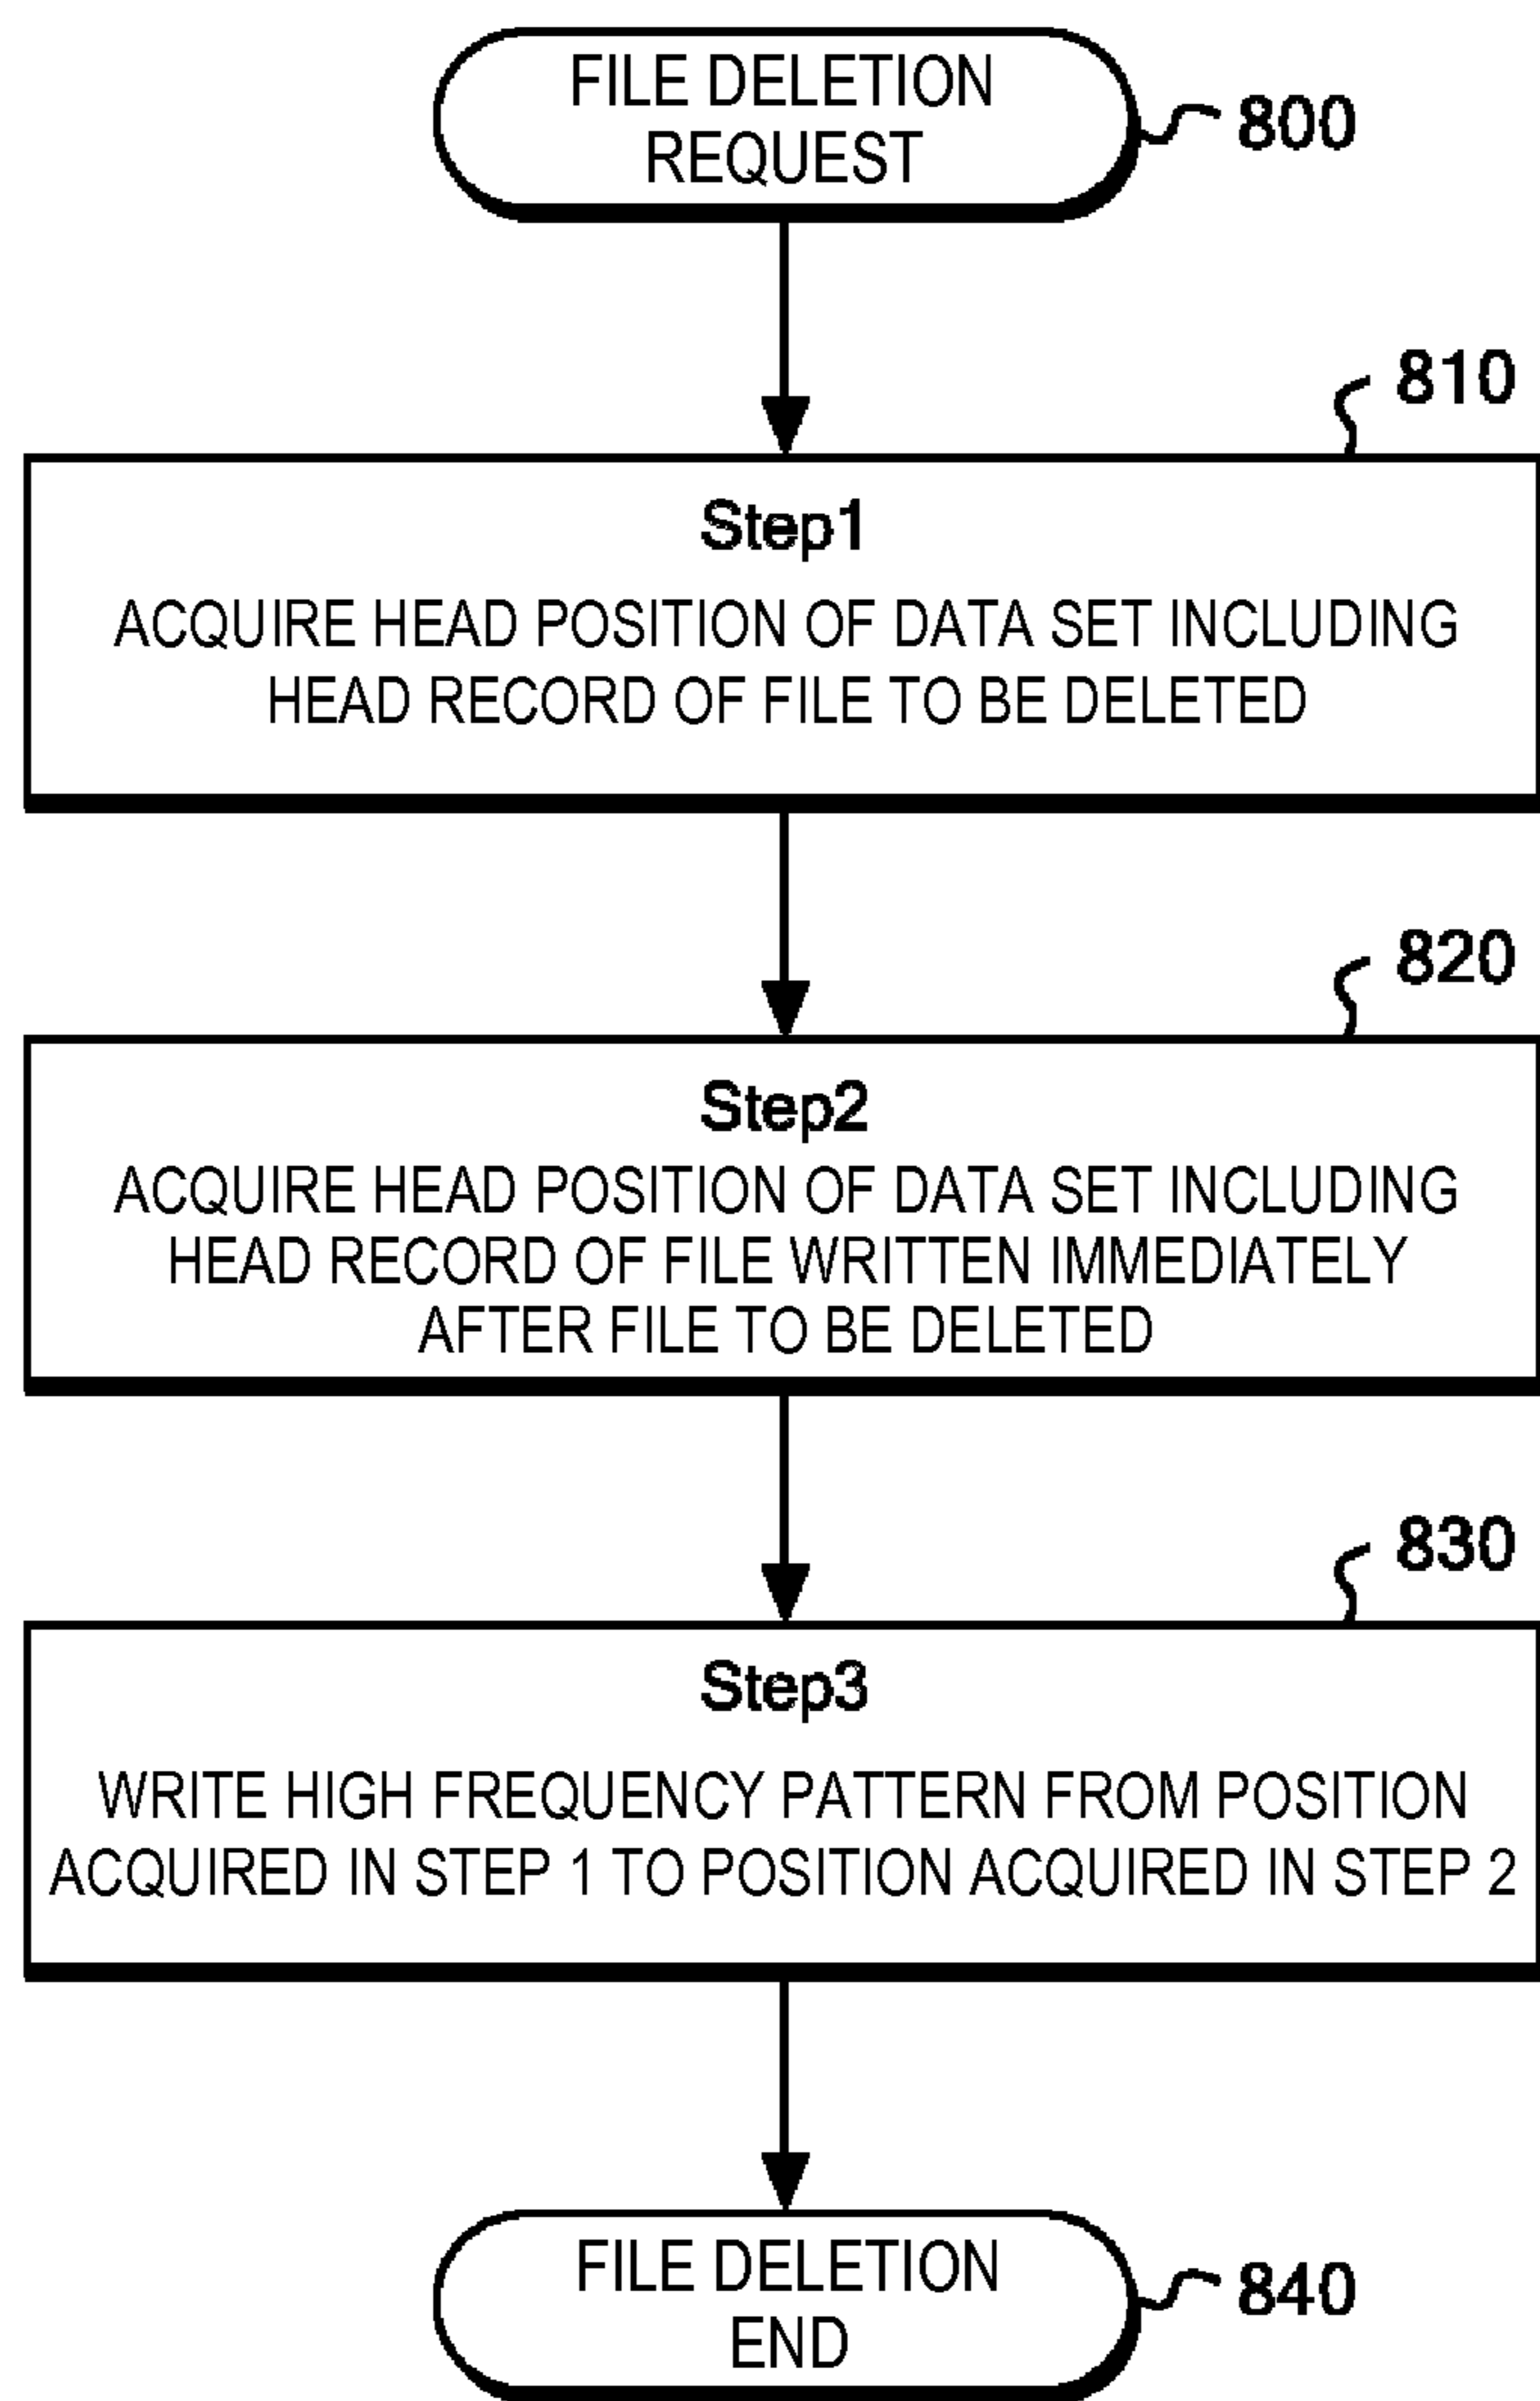 FILE DELETION
REQUEST
800
810
Step1
ACQUIRE HEAD POSITION OF DATA SET INCLUDING
HEAD RECORD OF FILE TO BE DELETED
820
Step2
ACQUIRE HEAD POSITION OF DATA SET INCLUDING
HEAD RECORD OF FILE WRITTEN IMMEDIATELY
AFTER FILE TO BE DELETED
830
Step3
WRITE HIGH FREQUENCY PATTERN FROM POSITION
ACQUIRED IN STEP 1 TO POSITION ACQUIRED IN STEP 2
FILE DELETION
END
840